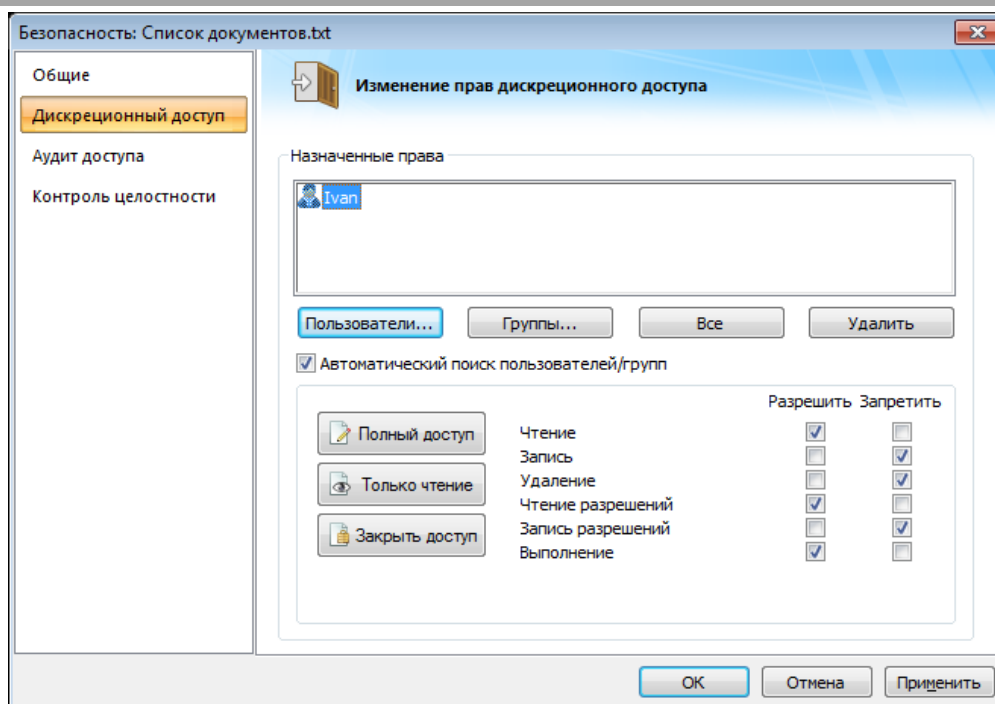 Безопасность: Список документов.txt
Общие
Дискреционный доступ
Аудит доступа
Контроль целостности
Изменение прав дискреционного доступа
Назначенные права
Ivan
Пользователи... Группы... Все Удалить
Автоматический поиск пользователей/групп
Разрешить Запретить
Полный доступ
Только чтение
Закрыть доступ
Чтение
Запись
Удаление
Чтение разрешений
Запись разрешений
Выполнение
ОК Отмена Применить